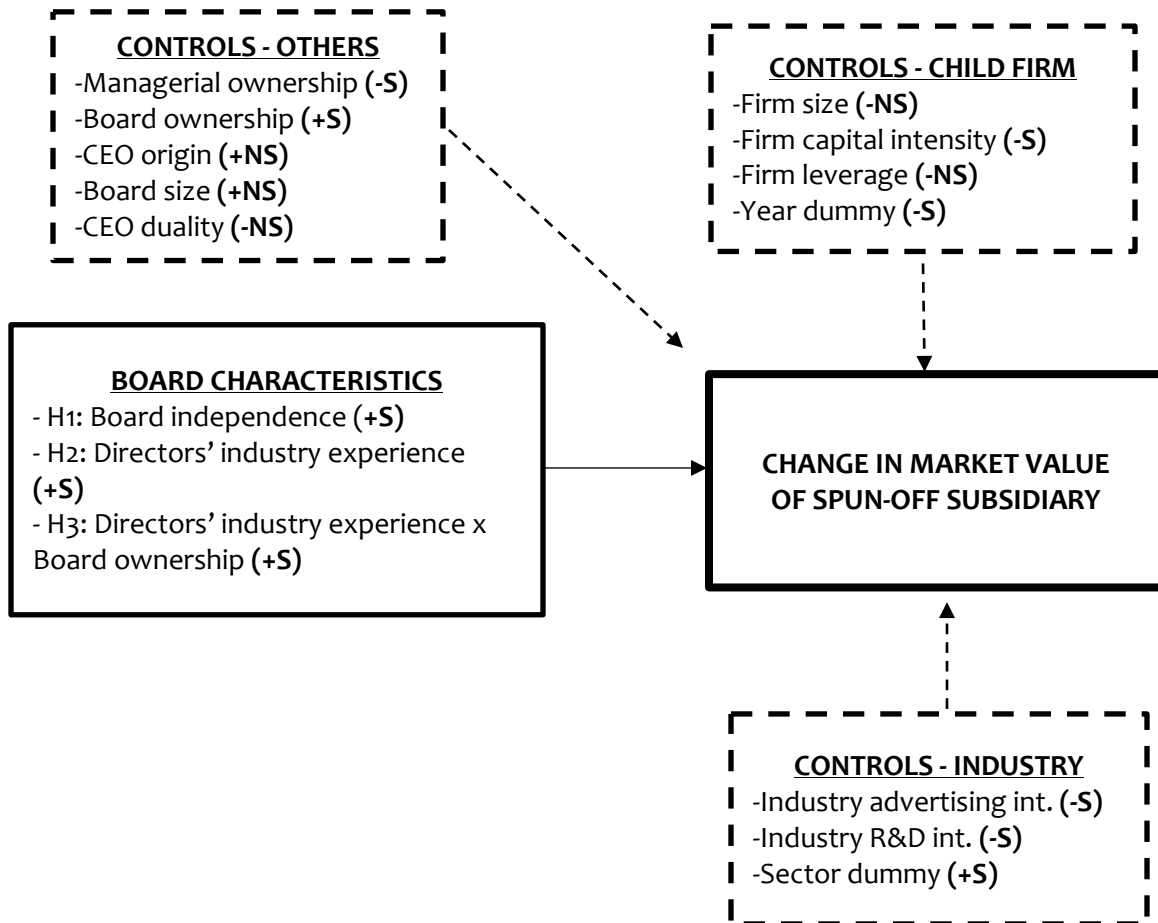 CONTROLS - OTHERS
-Managerial ownership (-S)
-Board ownership (+S)
-CEO origin (+NS)
-Board size (+NS)
-CEO duality (-NS)
CONTROLS - CHILD FIRM
-Firm size (-NS)
-Firm capital intensity (-S)
-Firm leverage (-NS)
-Year dummy (-S)
BOARD CHARACTERISTICS
- H1: Board independence (+S)
- H2: Directors’ industry experience
(+S)
- H3: Directors’ industry experience x
Board ownership (+S)
CHANGE IN MARKET VALUE
OF SPUN-OFF SUBSIDIARY
CONTROLS - INDUSTRY
-Industry advertising int. (-S)
-Industry R&D int. (-S)
-Sector dummy (+S)